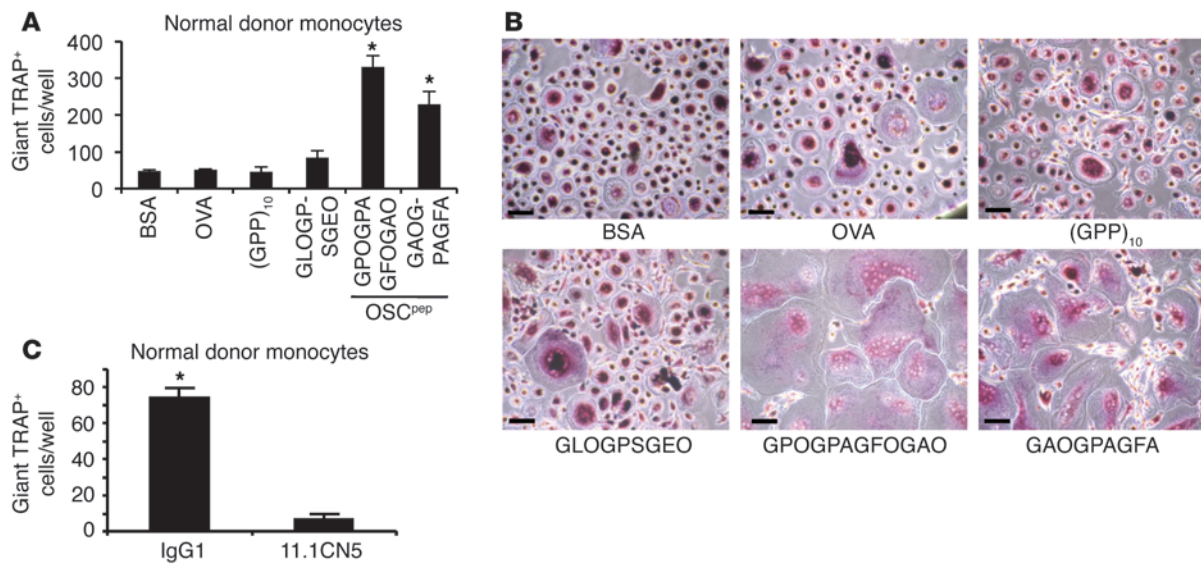 A
Normal donor monocytes
Giant TRAP⁺
cells/well
400
300
200
100
0
*
*
BSA
OVA
(GPP)₁₀
GLOGP-
SGEO
GPOGPA
GFOGAO
GAOG-
PAGFA
OSCᵖᵉᵖ
B
BSA
OVA
(GPP)₁₀
GLOGPSGEO
GPOGPAGFOGAO
GAOGPAGFA
C
Normal donor monocytes
Giant TRAP⁺
cells/well
80
60
40
20
0
*
IgG1
11.1CN5